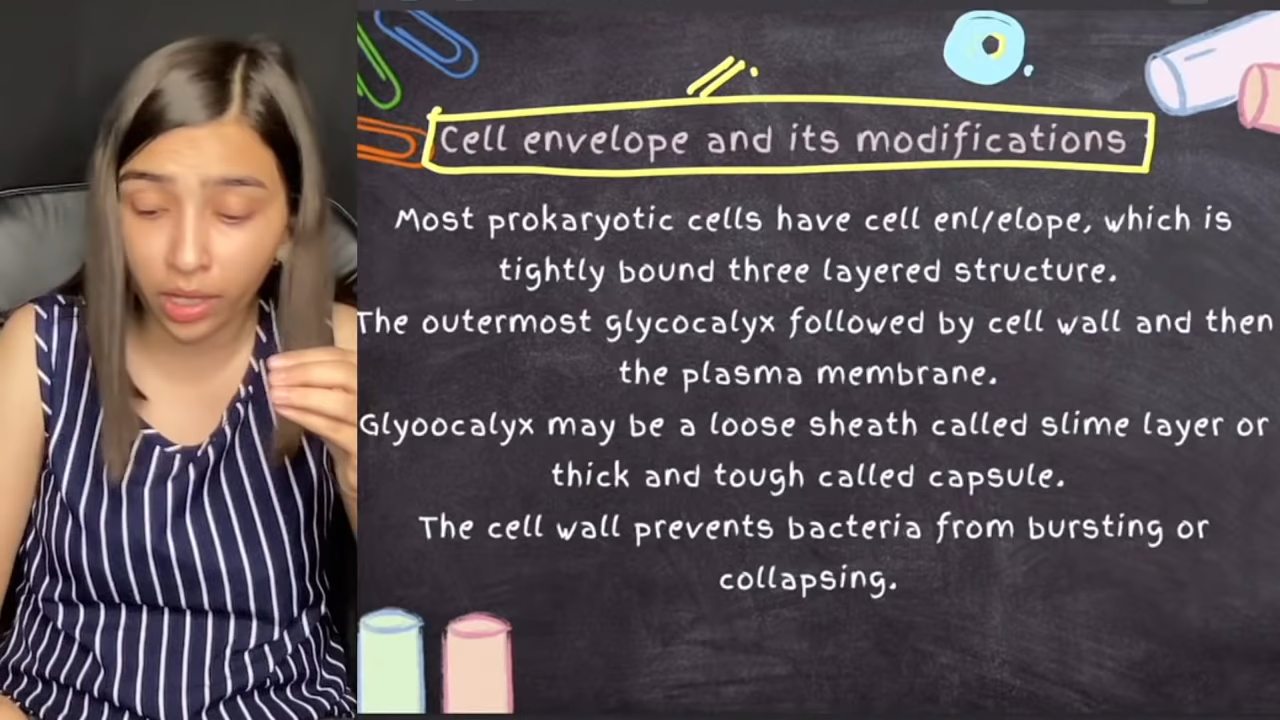 Cell envelope and its modifications
Most prokaryotic cells have cell enl/elope, which is
tightly bound three layered structure.
The outermost glycocalyx followed by cell wall and then
the plasma membrane.
Glyoocalyx may be a loose sheath called slime layer or
thick and tough called capsule.
The cell wall prevents bacteria from bursting or
collapsing.